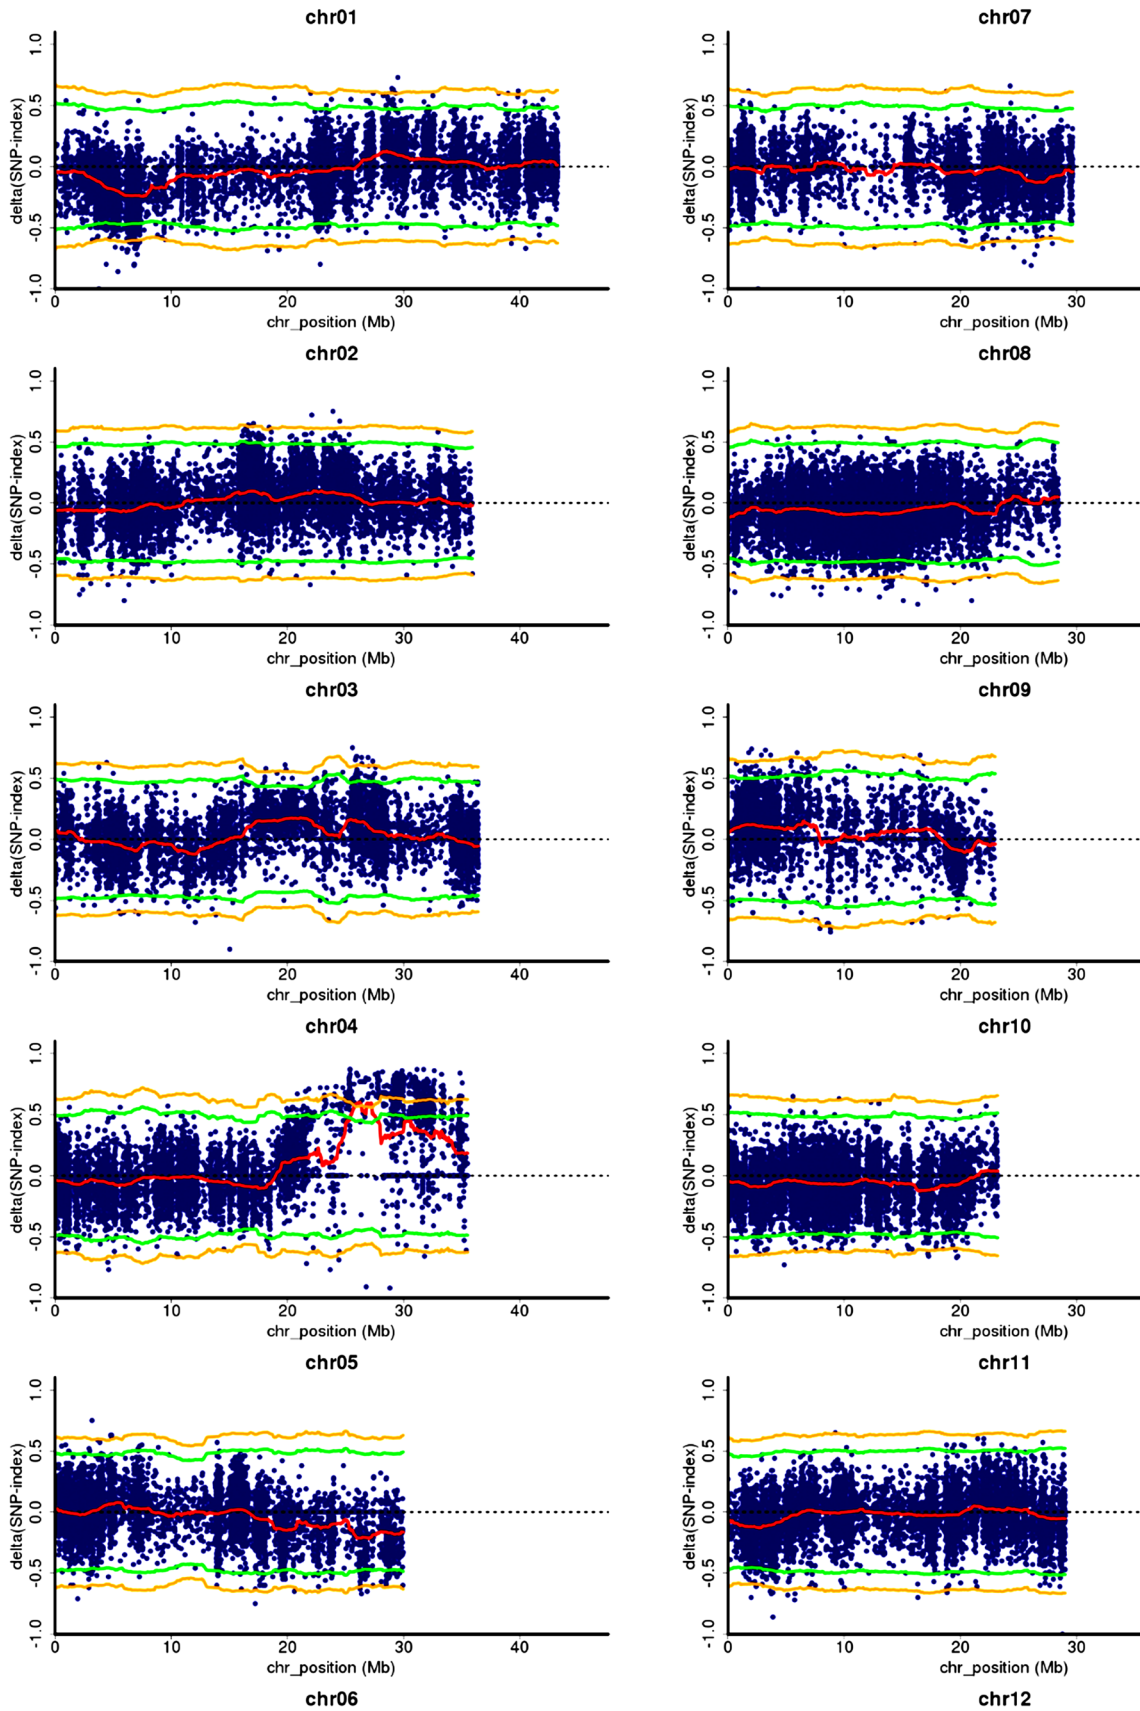 chr01
delta(SNP-index)
1.0
0.5
0.0
-0.5
-1.0
0 10 20 30 40
chr_position (Mb)
chr07
delta(SNP-index)
1.0
0.5
0.0
-0.5
-1.0
0 10 20 30
chr_position (Mb)
chr02
delta(SNP-index)
1.0
0.5
0.0
-0.5
-1.0
0 10 20 30 40
chr_position (Mb)
chr08
delta(SNP-index)
1.0
0.5
0.0
-0.5
-1.0
0 10 20 30
chr_position (Mb)
chr03
delta(SNP-index)
1.0
0.5
0.0
-0.5
-1.0
0 10 20 30 40
chr_position (Mb)
chr09
delta(SNP-index)
1.0
0.5
0.0
-0.5
-1.0
0 10 20 30
chr_position (Mb)
chr04
delta(SNP-index)
1.0
0.5
0.0
-0.5
-1.0
0 10 20 30 40
chr_position (Mb)
chr10
delta(SNP-index)
1.0
0.5
0.0
-0.5
-1.0
0 10 20 30
chr_position (Mb)
chr05
delta(SNP-index)
1.0
0.5
0.0
-0.5
-1.0
0 10 20 30 40
chr_position (Mb)
chr11
delta(SNP-index)
1.0
0.5
0.0
-0.5
-1.0
0 10 20 30
chr_position (Mb)
chr06
chr12